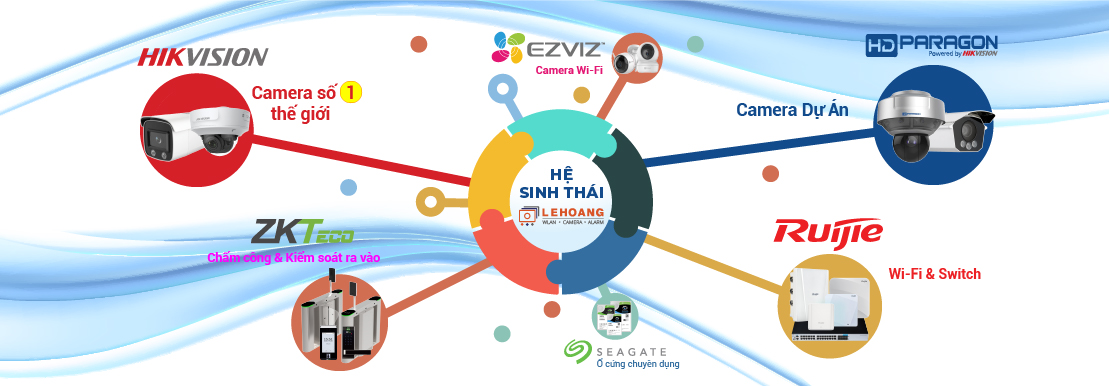 HIKVISION
Camera số 1
thế giới
EZVIZ
Camera Wi-Fi
HDPARAGON
Powered by HIKVISION
Camera Dự Án
HỆ
SINH THÁI
LEHOANG
WLAN • CAMERA • ALARM
ZKTECO
Chấm công & Kiểm soát ra vào
Ruijie
Wi-Fi & Switch
SEAGATE
Ổ cứng chuyên dụng